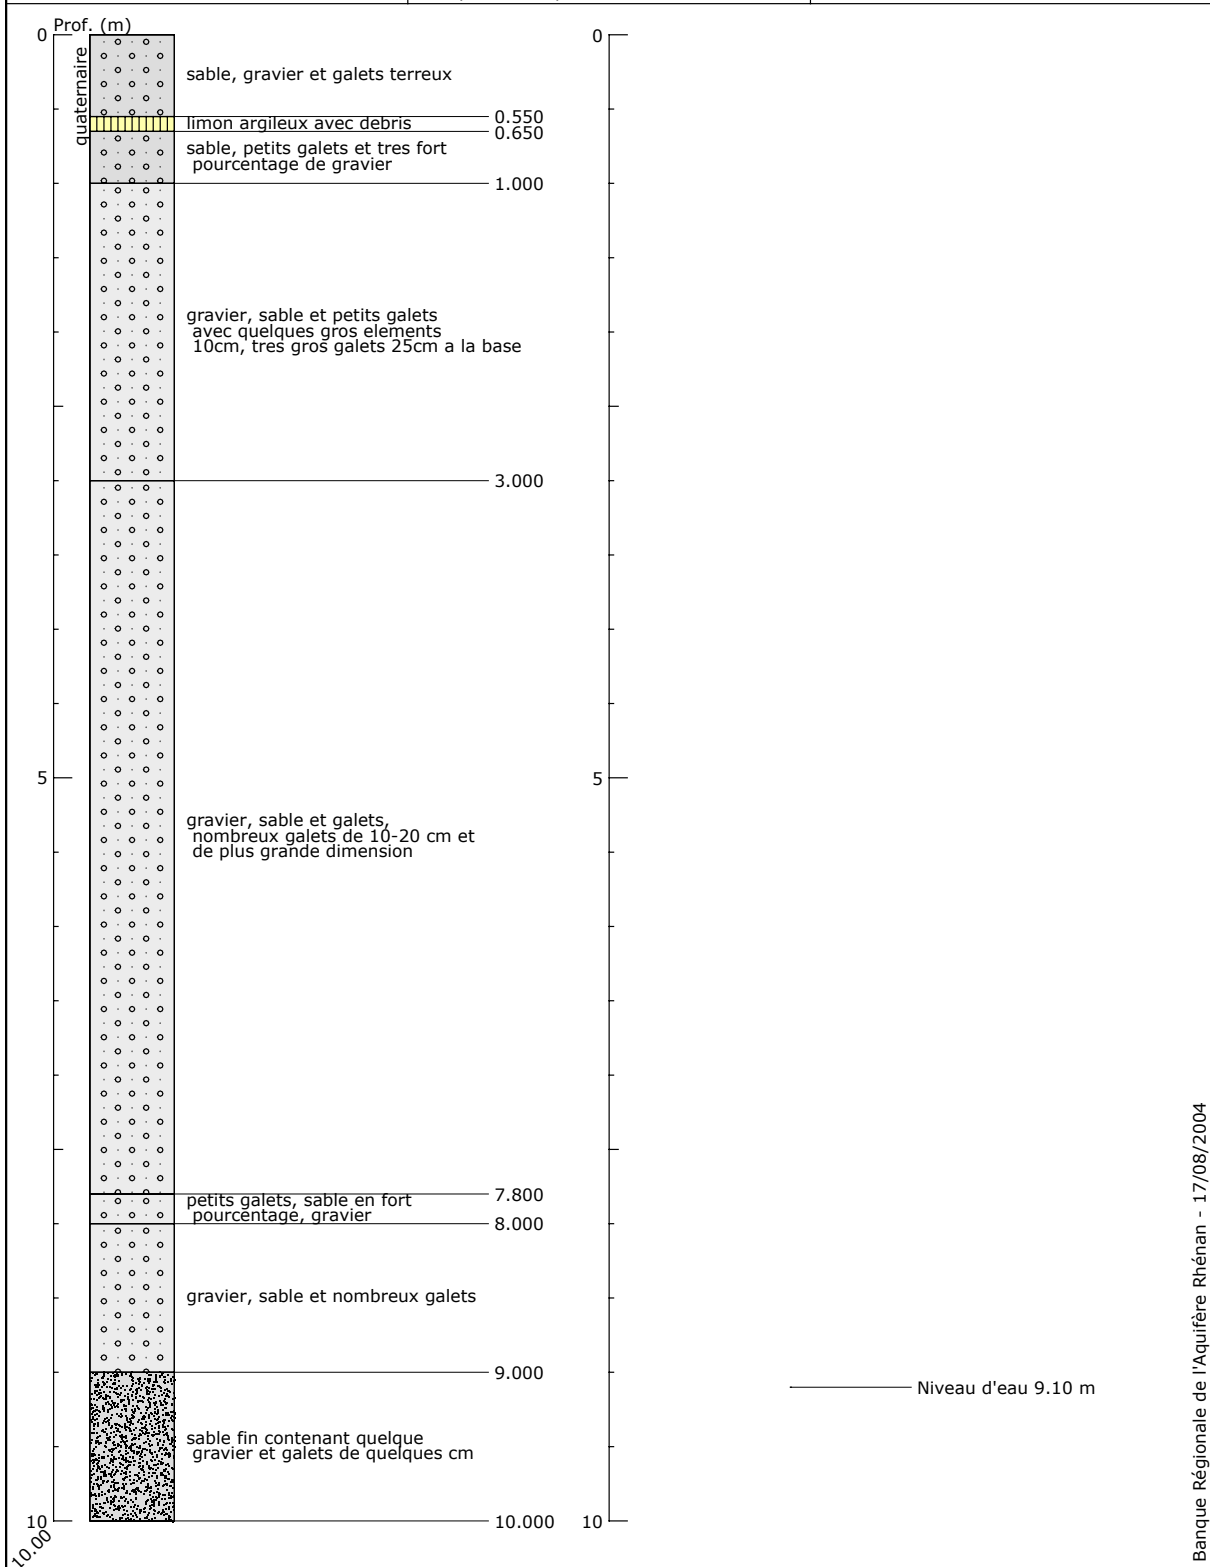 Prof. (m)
0
0
quaternaire
sable, gravier et galets terreux
0.550
limon argileux avec debris
0.650
sable, petits galets et tres fort
pourcentage de gravier
1.000
gravier, sable et petits galets
avec quelques gros elements
10cm, tres gros galets 25cm a la base
3.000
5
5
gravier, sable et galets,
nombreux galets de 10-20 cm et
de plus grande dimension
7.800
petits galets, sable en fort
pourcentage, gravier
8.000
gravier, sable et nombreux galets
9.000
Niveau d'eau 9.10 m
sable fin contenant quelque
gravier et galets de quelques cm
10
10.000
10
10.00
Banque Régionale de l'Aquifère Rhénan - 17/08/2004